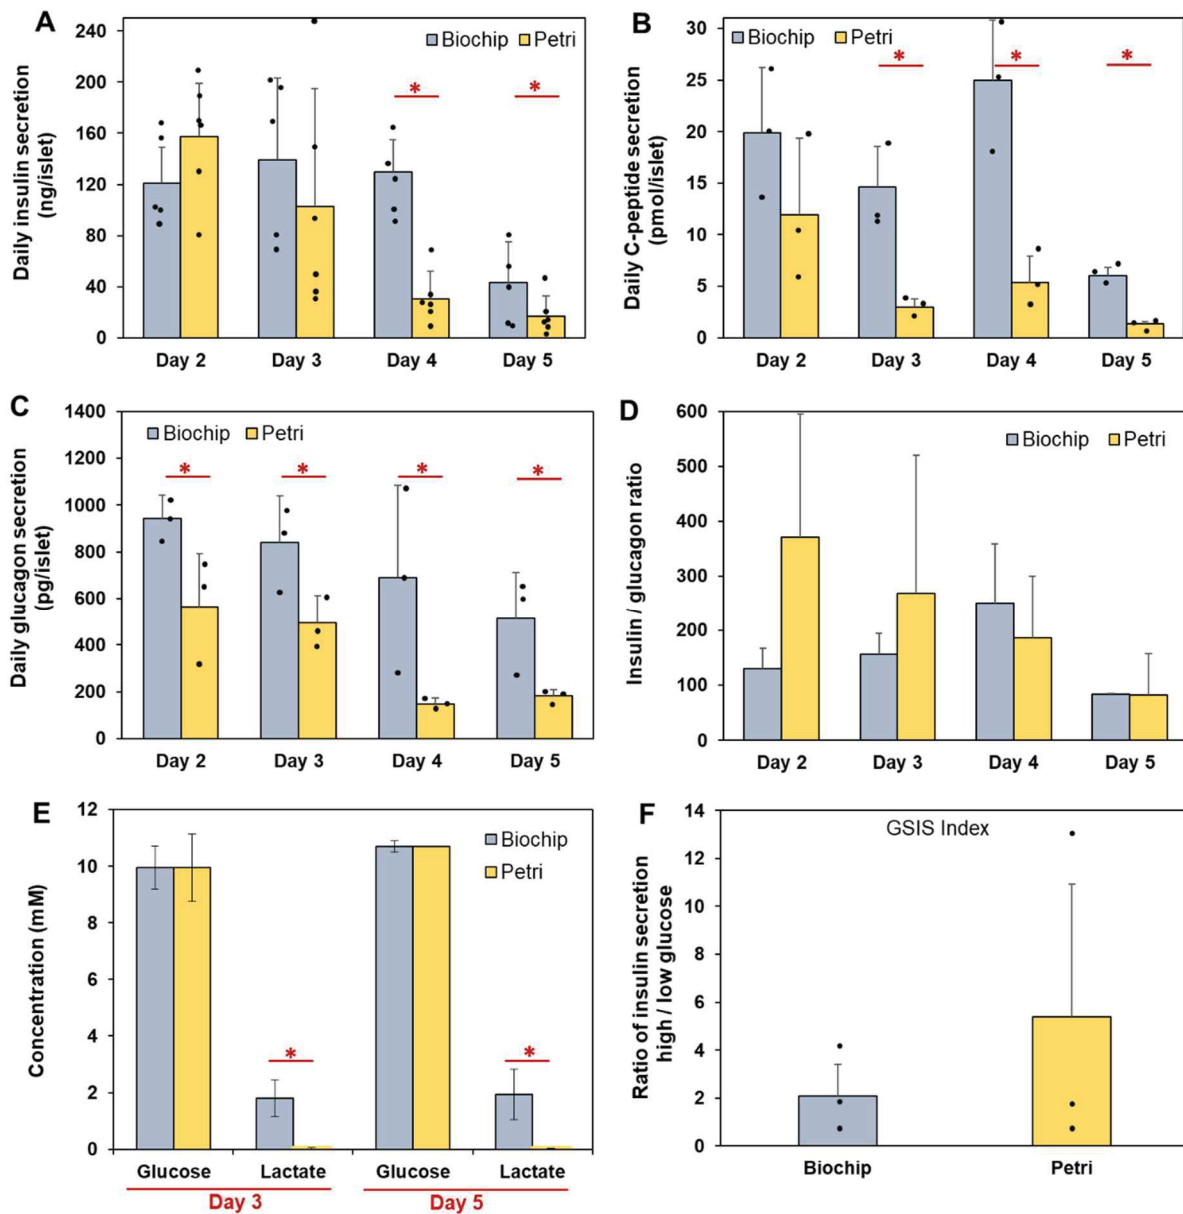 A
Daily insulin secretion
(ng/islet)
240
200
160
120
80
40
0
Biochip Petri
*
*
Day 2 Day 3 Day 4 Day 5
B
Daily C-peptide secretion
(pmol/islet)
30
25
20
15
10
5
0
Biochip Petri
*
*
*
Day 2 Day 3 Day 4 Day 5
C
Daily glucagon secretion
(pg/islet)
1400
1200
1000
800
600
400
200
0
Biochip Petri
*
*
*
*
Day 2 Day 3 Day 4 Day 5
D
Insulin / glucagon ratio
600
500
400
300
200
100
0
Biochip Petri
Day 2 Day 3 Day 4 Day 5
E
Concentration (mM)
12
10
8
6
4
2
0
Biochip
Petri
*
*
Glucose Lactate Glucose Lactate
Day 3 Day 5
F
GSIS Index
Ratio of insulin secretion
high / low glucose
14
12
10
8
6
4
2
0
Biochip Petri